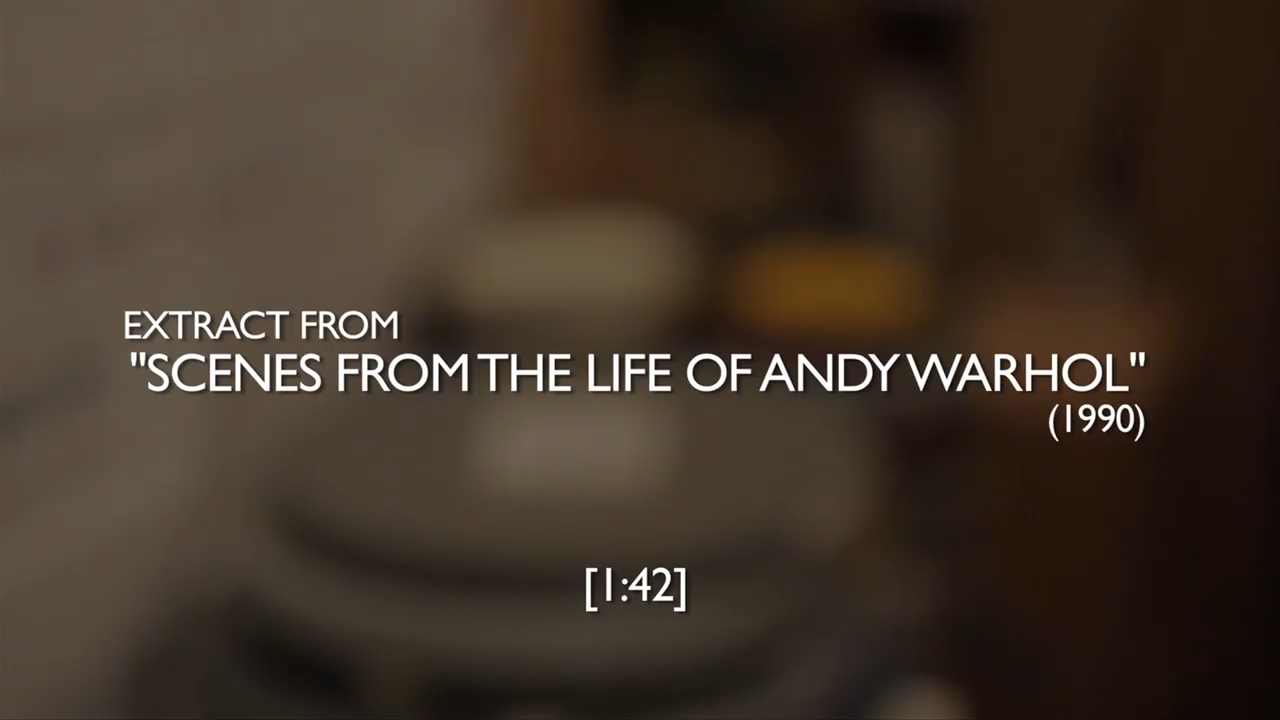 EXTRACT FROM
"SCENES FROM THE LIFE OF ANDY WARHOL"
(1990)
[1:42]